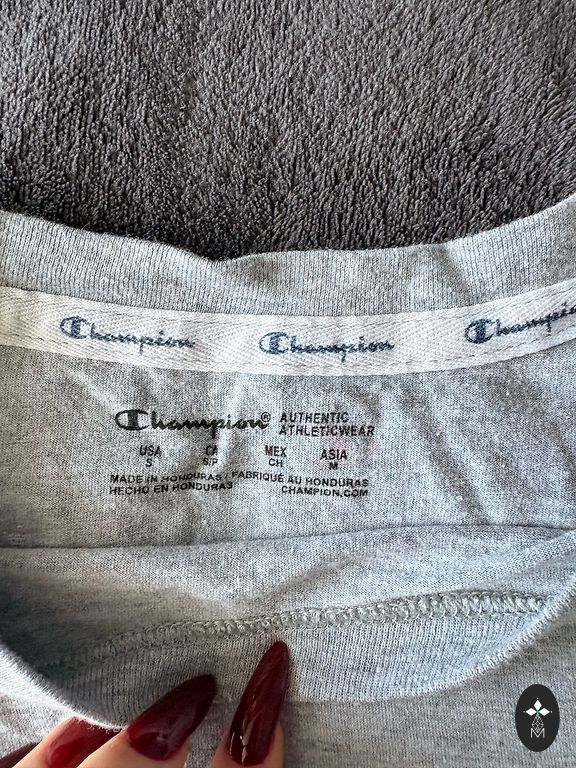 Champion Champion Champion
Champion® AUTHENTIC
ATHLETICWEAR
USA CA MEX ASIA
S S/P CH M
MADE IN HONDURAS / FABRIQUÉ AU HONDURAS
HECHO EN HONDURAS CHAMPION.COM
M